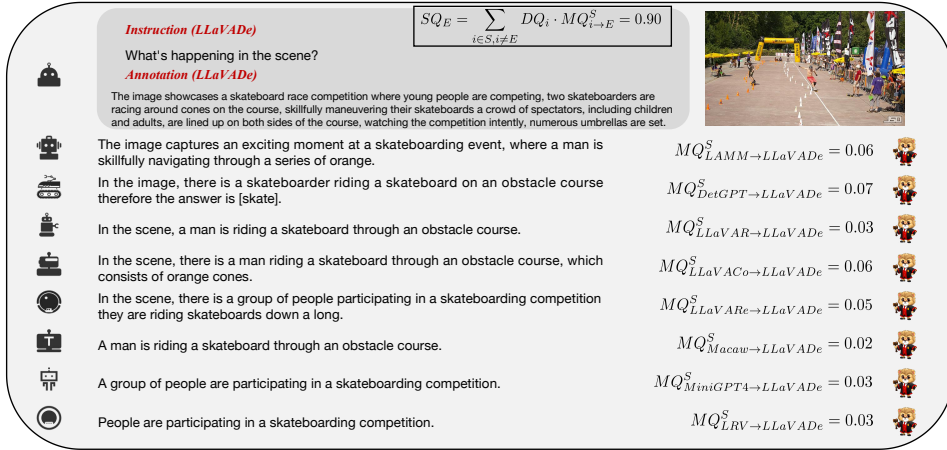 Instruction (LLaVADe)
SQ_E = ∑_{i∈S,i≠E} DQ_i · MQ^S_{i→E} = 0.90
What's happening in the scene?
Annotation (LLaVADe)
The image showcases a skateboard race competition where young people are competing, two skateboarders are
racing around cones on the course, skillfully maneuvering their skateboards a crowd of spectators, including children
and adults, are lined up on both sides of the course, watching the competition intently, numerous umbrellas are set.
The image captures an exciting moment at a skateboarding event, where a man is
skillfully navigating through a series of orange.
MQ^S_{LAMM→LLaVADe} = 0.06
In the image, there is a skateboarder riding a skateboard on an obstacle course
therefore the answer is [skate].
MQ^S_{DetGPT→LLaVADe} = 0.07
In the scene, a man is riding a skateboard through an obstacle course.
MQ^S_{LLaVAR→LLaVADe} = 0.03
In the scene, there is a man riding a skateboard through an obstacle course, which
consists of orange cones.
MQ^S_{LLaVACo→LLaVADe} = 0.06
In the scene, there is a group of people participating in a skateboarding competition
they are riding skateboards down a long.
MQ^S_{LLaVARe→LLaVADe} = 0.05
T
A man is riding a skateboard through an obstacle course.
MQ^S_{Macaw→LLaVADe} = 0.02
A group of people are participating in a skateboarding competition.
MQ^S_{MiniGPT4→LLaVADe} = 0.03
People are participating in a skateboarding competition.
MQ^S_{LRV→LLaVADe} = 0.03